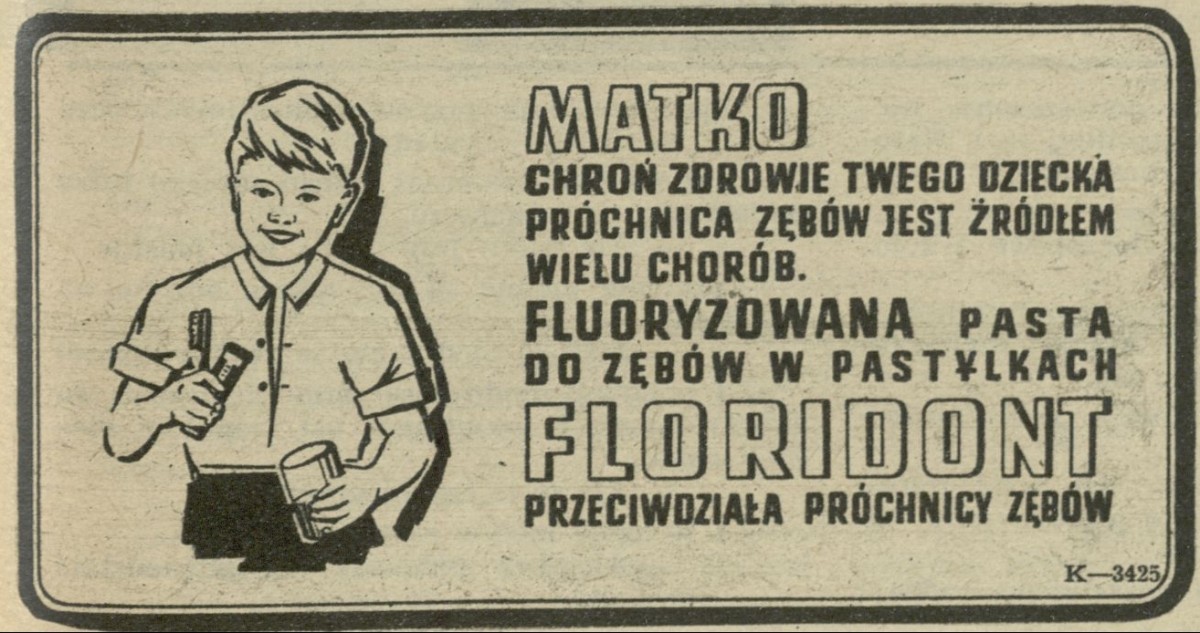 MATKO
CHROŃ ZDROWIE TWEGO DZIECKA
PRÓCHNICA ZĘBÓW JEST ŹRÓDŁEM
WIELU CHORÓB.
FLUORYZOWANA PASTA
DO ZĘBÓW W PASTYLKACH
FLORIDONT
PRZECIWDZIAŁA PRÓCHNICY ZĘBÓW
K—3425